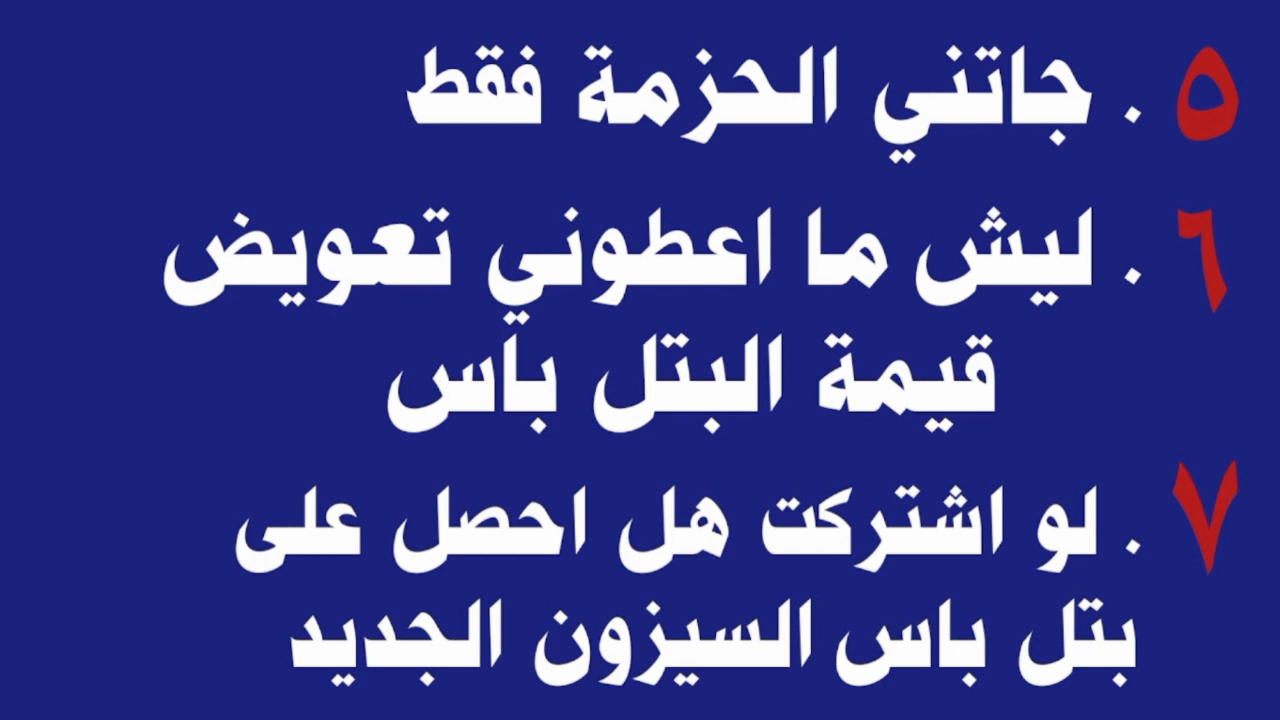 ٥ . جاتني الحزمة فقط
٦ . ليش ما اعطوني تعويض
قيمة البتل باس
٧ . لو اشتركت هل احصل على
بتل باس السيزون الجديد